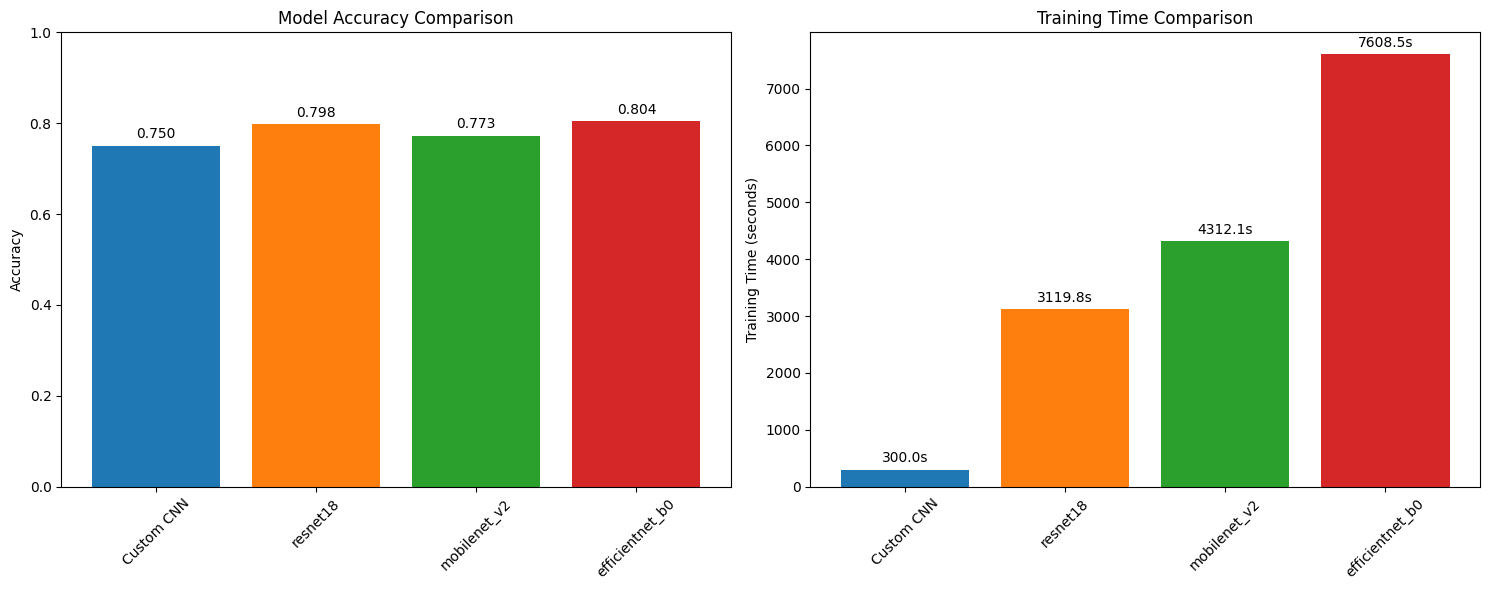 Model Accuracy Comparison
Accuracy
1.0
0.8
0.6
0.4
0.2
0.0
0.750
0.798
0.773
0.804
Custom CNN
resnet18
mobilenet_v2
efficientnet_b0
Training Time Comparison
Training Time (seconds)
7000
6000
5000
4000
3000
2000
1000
0
300.0s
3119.8s
4312.1s
7608.5s
Custom CNN
resnet18
mobilenet_v2
efficientnet_b0